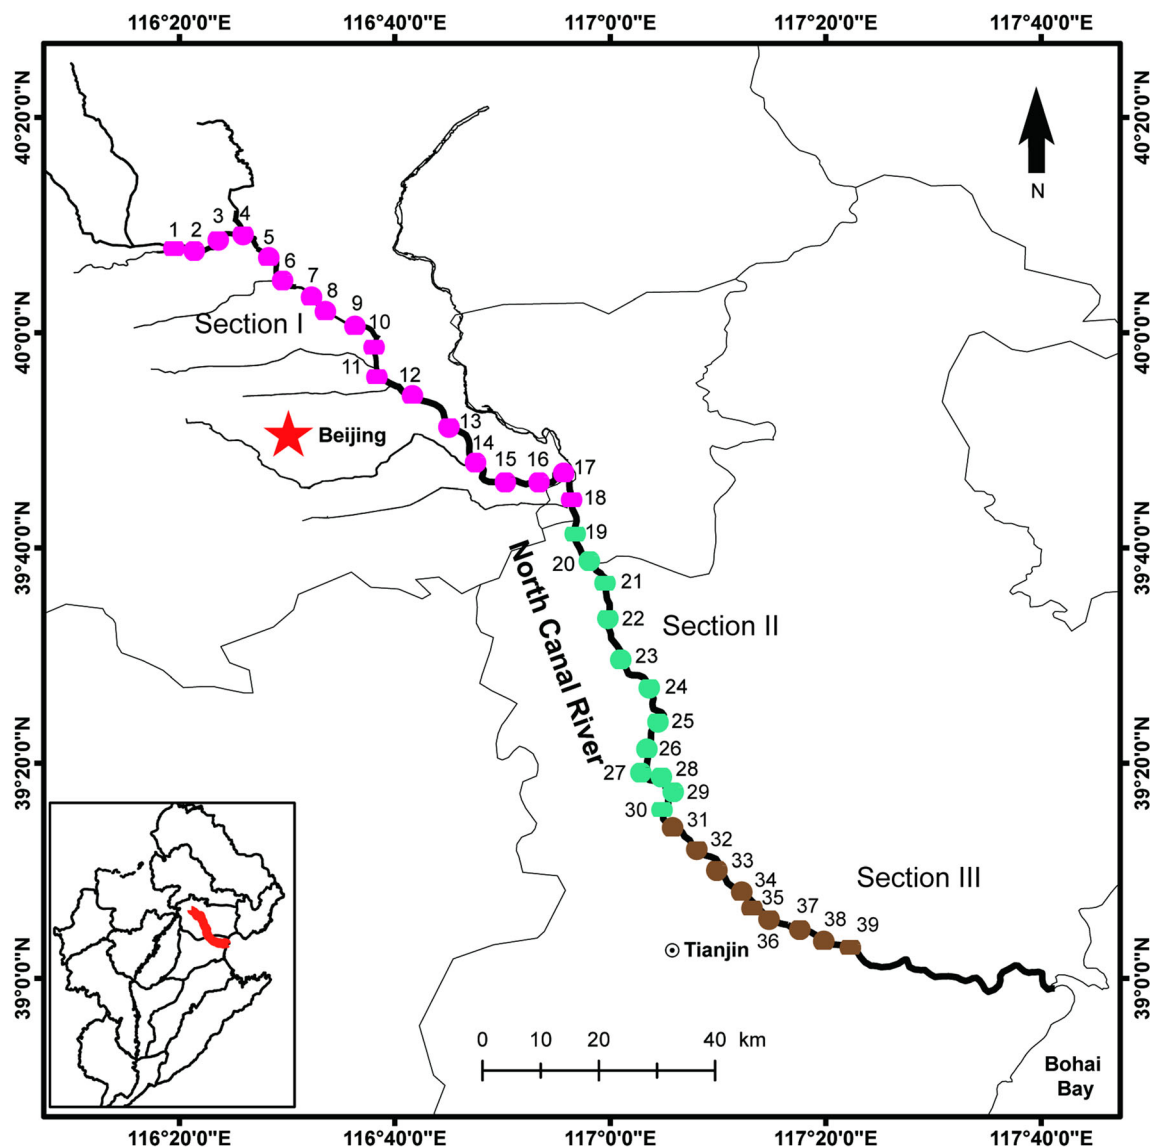 116°20'0"E 116°40'0"E 117°0'0"E 117°20'0"E 117°40'0"E
40°20'0"N
40°0'0"N
39°40'0"N
39°20'0"N
39°0'0"N
40°20'0"N
40°0'0"N
39°40'0"N
39°20'0"N
39°0'0"N
N
1 2 3 4
5
6
7
8
9
10
Section I
11
12
13
Beijing
14
15 16 17
18
19
20
21
22
North Canal River
Section II
23
24
25
26
27 28
29
30
31
32
33
34
35
36
37
38
39
Section III
Tianjin
0 10 20 40 km
Bohai
Bay
116°20'0"E 116°40'0"E 117°0'0"E 117°20'0"E 117°40'0"E